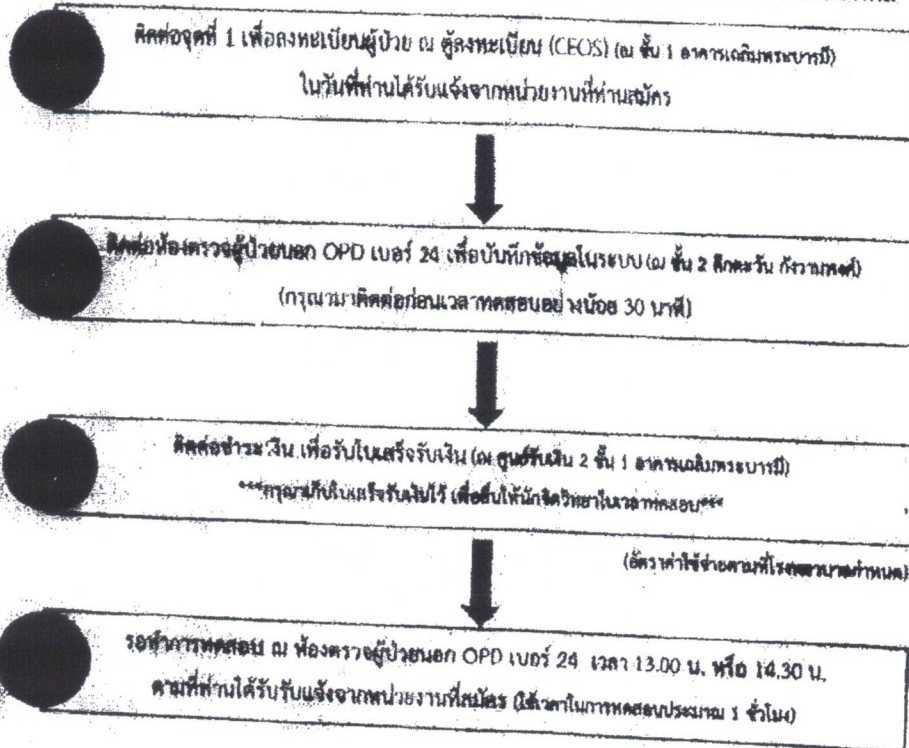 ติดต่อจุดที่ 1 เพื่อลงทะเบียนผู้ป่วย ณ ตู้ลงทะเบียน (CEOS) (ณ ชั้น 1 อาคารเฉลิมพระบารมี)
ในวันที่ท่านได้รับแจ้งจากหน่วยงานที่ท่านสมัคร
ติดต่อห้องตรวจผู้ป่วยนอก OPD เบอร์ 24 เพื่อบันทึกข้อมูลในระบบ (ณ ชั้น 2 ตึกตะวัน กังวานพงศ์)
(กรุณามาติดต่อก่อนเวลาทดสอบอย่างน้อย 30 นาที)
ติดต่อชำระเงิน เพื่อรับใบเสร็จรับเงิน (ณ ศูนย์รับเงิน 2 ชั้น 1 อาคารเฉลิมพระบารมี)
***กรุณาเก็บใบเสร็จรับเงินไว้ เพื่อยื่นให้นักจิตวิทยาในเวลาทดสอบ***
(อัตราค่าใช้จ่ายตามที่โรงพยาบาลกำหนด)
รอทำการทดสอบ ณ ห้องตรวจผู้ป่วยนอก OPD เบอร์ 24 เวลา 13.00 น. หรือ 14.30 น.
ตามที่ท่านได้รับรับแจ้งจากหน่วยงานที่สมัคร (ใช้เวลาในการทดสอบประมาณ 1 ชั่วโมง)